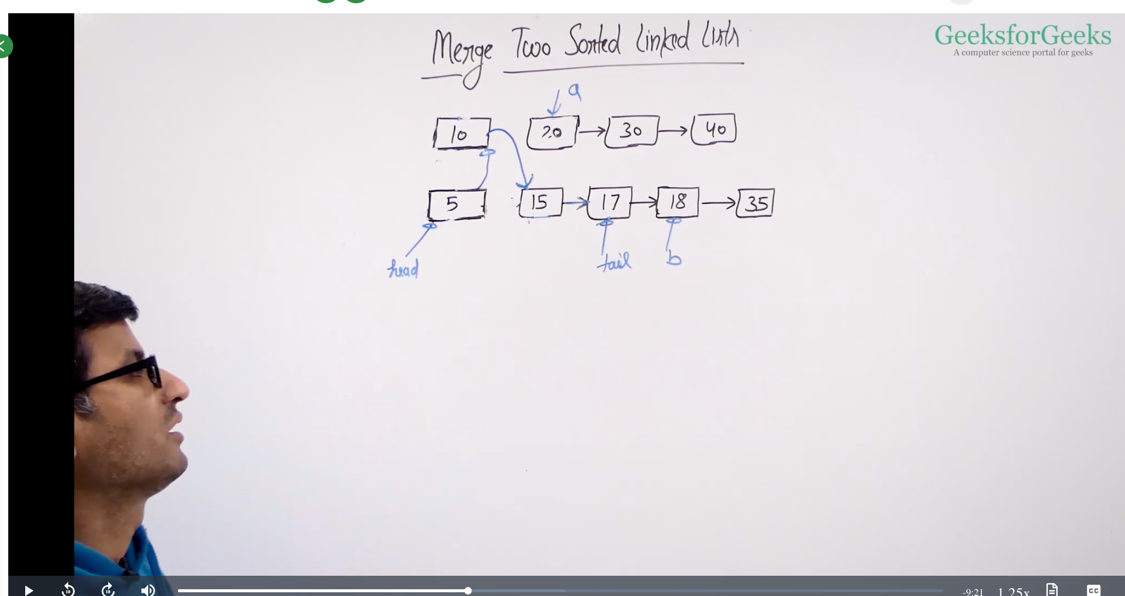 Merge Two Sorted Linked Lists
GeeksforGeeks
A computer science portal for geeks
a
10 20 30 40
5 15 17 18 35
head tail b
-9:21 1.25x
CC